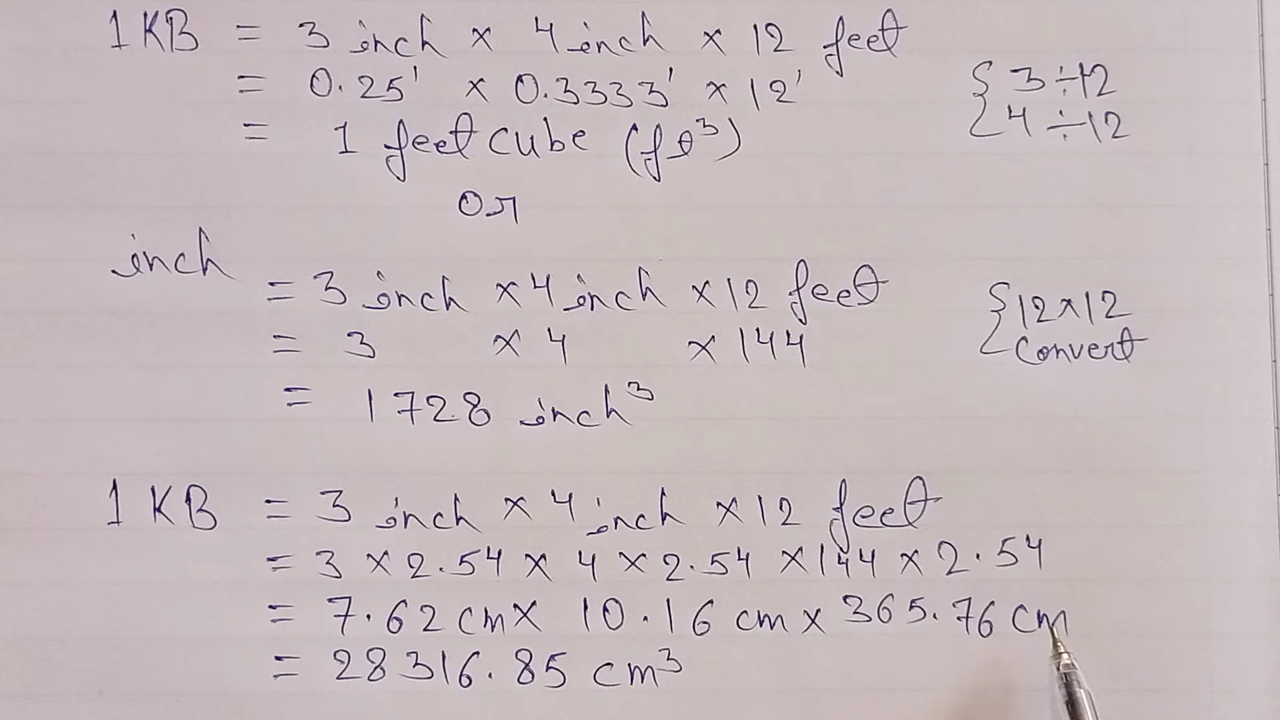 1 KB = 3 inch × 4 inch × 12 feet
= 0.25' × 0.3333' × 12' { 3÷12
= 1 feet cube (ft³) 4÷12
or
inch
= 3 inch × 4 inch × 12 feet
= 3 × 4 × 144 { 12×12 convert
= 1728 inch³
1 KB = 3 inch × 4 inch × 12 feet
= 3 × 2.54 × 4 × 2.54 × 144 × 2.54
= 7.62 cm × 10.16 cm × 365.76 cm
= 28316.85 cm³